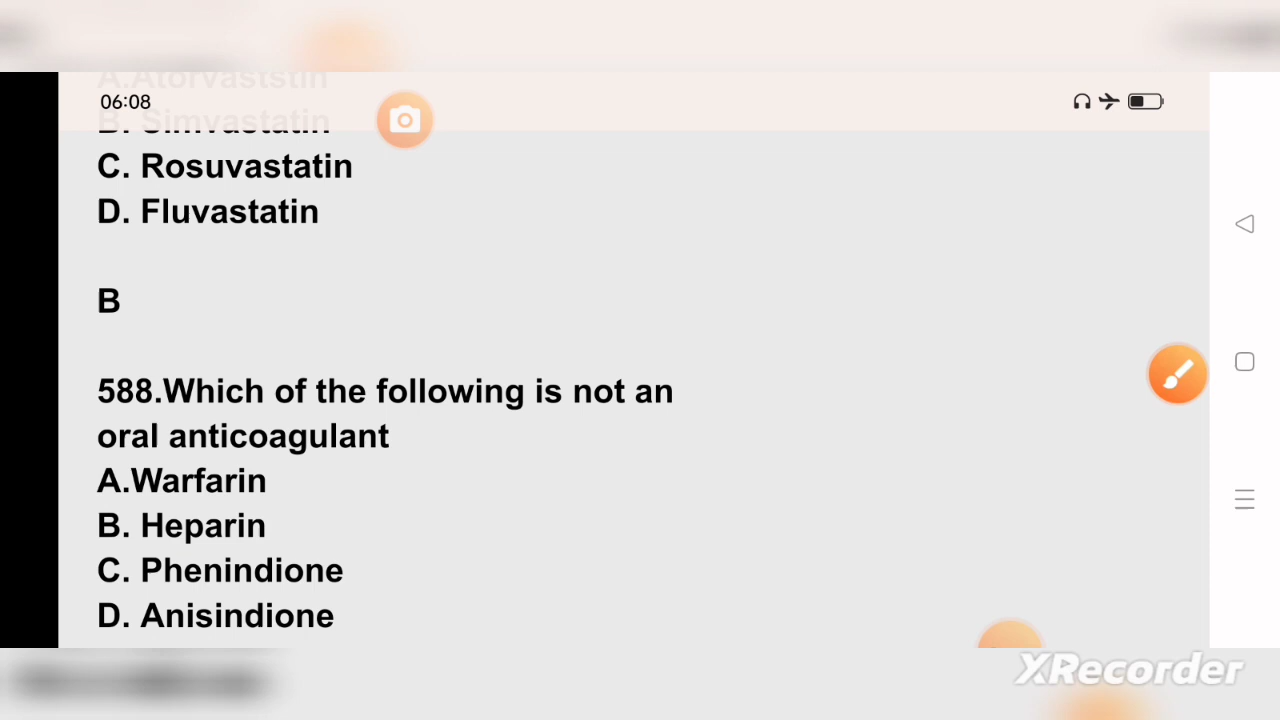 A.Atorvaststin
06:08
B. Simvastatin
C. Rosuvastatin
D. Fluvastatin
B
588.Which of the following is not an
oral anticoagulant
A.Warfarin
B. Heparin
C. Phenindione
D. Anisindione
XRecorder